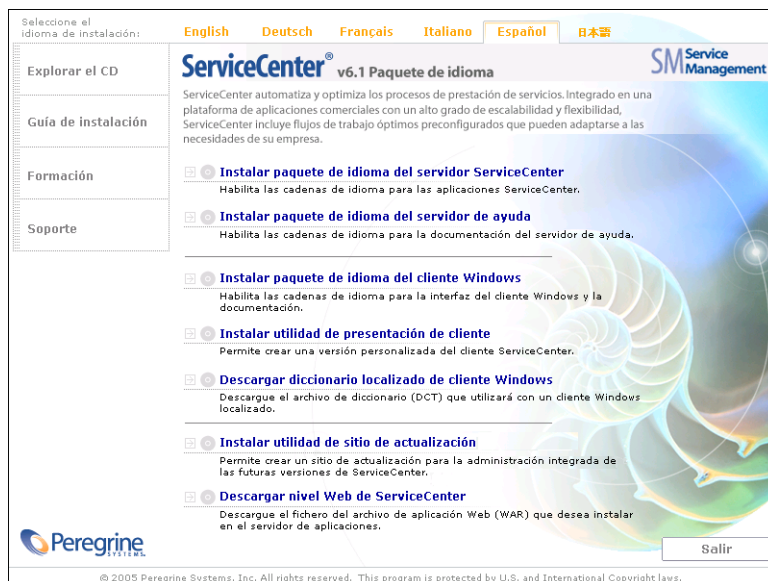 Seleccione el
idioma de instalación:
English Deutsch Français Italiano Español 日本語
Explorar el CD
Guía de instalación
Formación
Soporte
ServiceCenter® v6.1 Paquete de idioma
SM Service Management
ServiceCenter automatiza y optimiza los procesos de prestación de servicios. Integrado en una
plataforma de aplicaciones comerciales con un alto grado de escalabilidad y flexibilidad,
ServiceCenter incluye flujos de trabajo óptimos preconfigurados que pueden adaptarse a las
necesidades de su empresa.
Instalar paquete de idioma del servidor ServiceCenter
Habilita las cadenas de idioma para las aplicaciones ServiceCenter.
Instalar paquete de idioma del servidor de ayuda
Habilita las cadenas de idioma para la documentación del servidor de ayuda.
Instalar paquete de idioma del cliente Windows
Habilita las cadenas de idioma para la interfaz del cliente Windows y la
documentación.
Instalar utilidad de presentación de cliente
Permite crear una versión personalizada del cliente ServiceCenter.
Descargar diccionario localizado de cliente Windows
Descargue el archivo de diccionario (DCT) que utilizará con un cliente Windows
localizado.
Instalar utilidad de sitio de actualización
Permite crear un sitio de actualización para la administración integrada de
las futuras versiones de ServiceCenter.
Descargar nivel Web de ServiceCenter
Descargue el fichero del archivo de aplicación Web (WAR) que desea instalar
en el servidor de aplicaciones.
Peregrine
SYSTEMS
Salir
© 2005 Peregrine Systems, Inc. All rights reserved. This program is protected by U.S. and International Copyright laws.